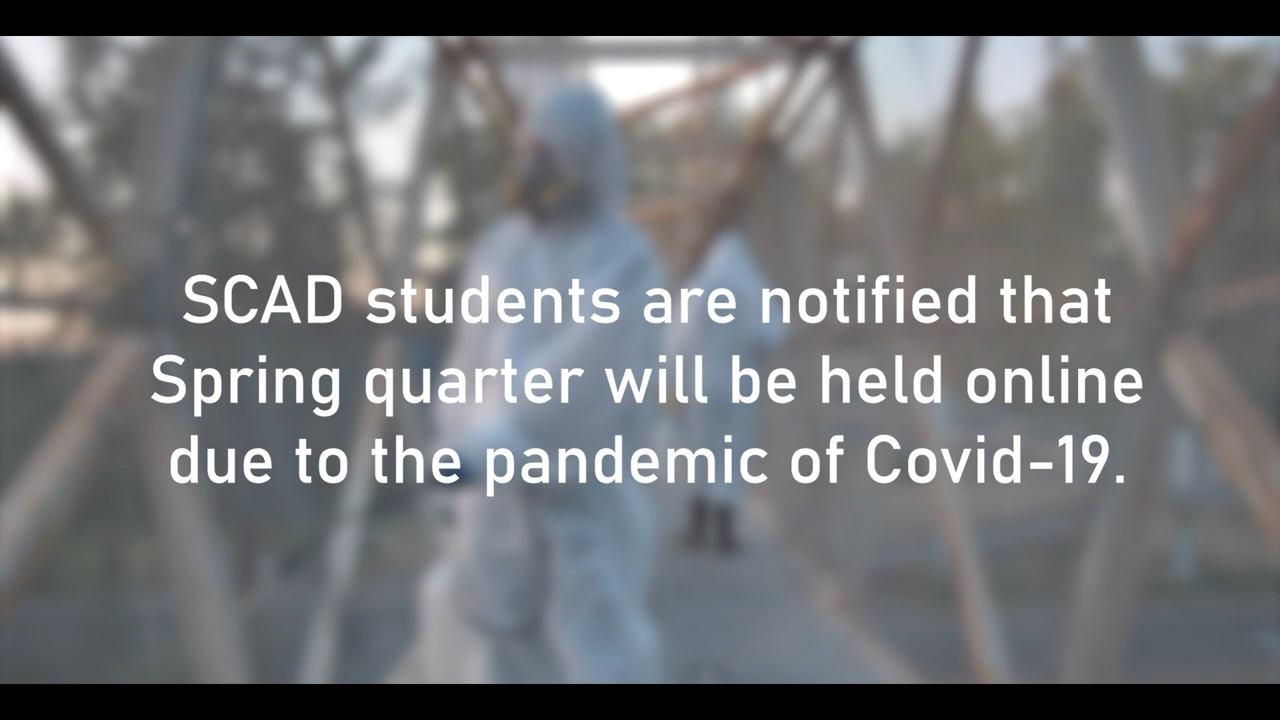 SCAD students are notified that
Spring quarter will be held online
due to the pandemic of Covid-19.